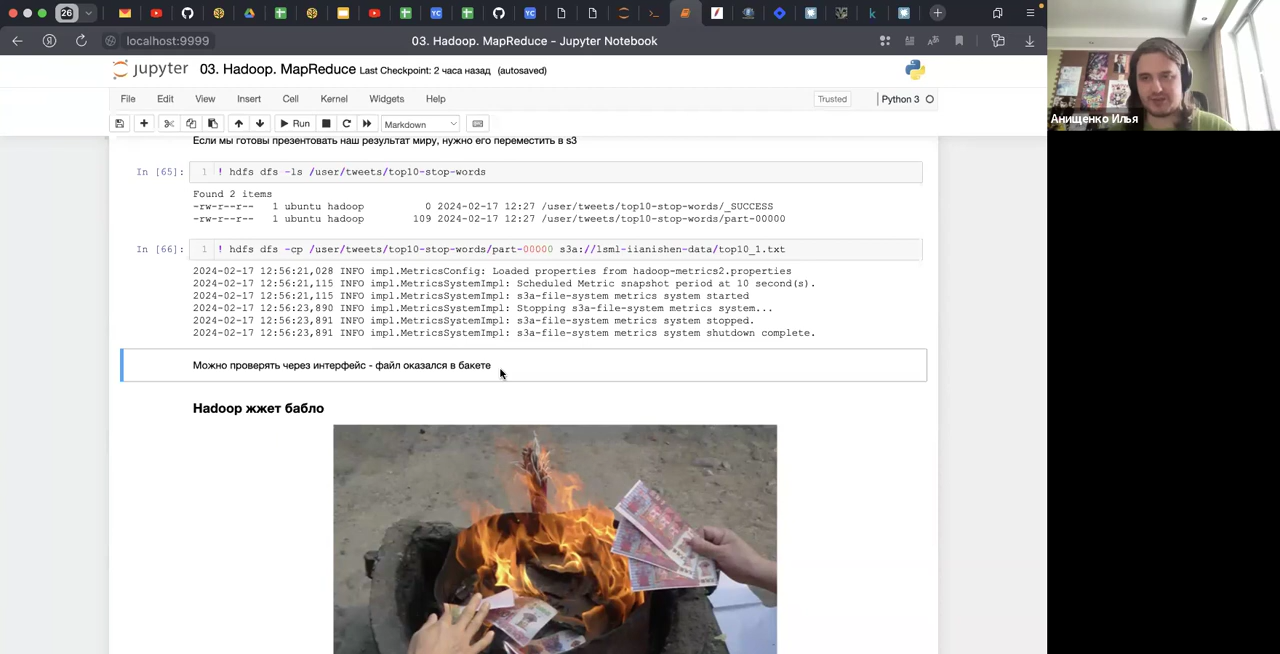 26
localhost:9999
03. Hadoop. MapReduce - Jupyter Notebook
jupyter 03. Hadoop. MapReduce Last Checkpoint: 2 часа назад (autosaved)
File Edit View Insert Cell Kernel Widgets Help
Trusted
Python 3
Run
Markdown
Если мы готовы презентовать наш результат миру, нужно его переместить в s3
In [65]: 1 ! hdfs dfs -ls /user/tweets/top10-stop-words
Found 2 items
-rw-r--r-- 1 ubuntu hadoop 0 2024-02-17 12:27 /user/tweets/top10-stop-words/_SUCCESS
-rw-r--r-- 1 ubuntu hadoop 109 2024-02-17 12:27 /user/tweets/top10-stop-words/part-00000
In [66]: 1 ! hdfs dfs -cp /user/tweets/top10-stop-words/part-00000 s3a://lsml-iianishen-data/top10_1.txt
2024-02-17 12:56:21,028 INFO impl.MetricsConfig: Loaded properties from hadoop-metrics2.properties
2024-02-17 12:56:21,115 INFO impl.MetricsSystemImpl: Scheduled Metric snapshot period at 10 second(s).
2024-02-17 12:56:21,115 INFO impl.MetricsSystemImpl: s3a-file-system metrics system started
2024-02-17 12:56:23,890 INFO impl.MetricsSystemImpl: Stopping s3a-file-system metrics system...
2024-02-17 12:56:23,891 INFO impl.MetricsSystemImpl: s3a-file-system metrics system stopped.
2024-02-17 12:56:23,891 INFO impl.MetricsSystemImpl: s3a-file-system metrics system shutdown complete.
Можно проверять через интерфейс - файл оказался в бакете
Hadoop жжет бабло
Анищенко Илья